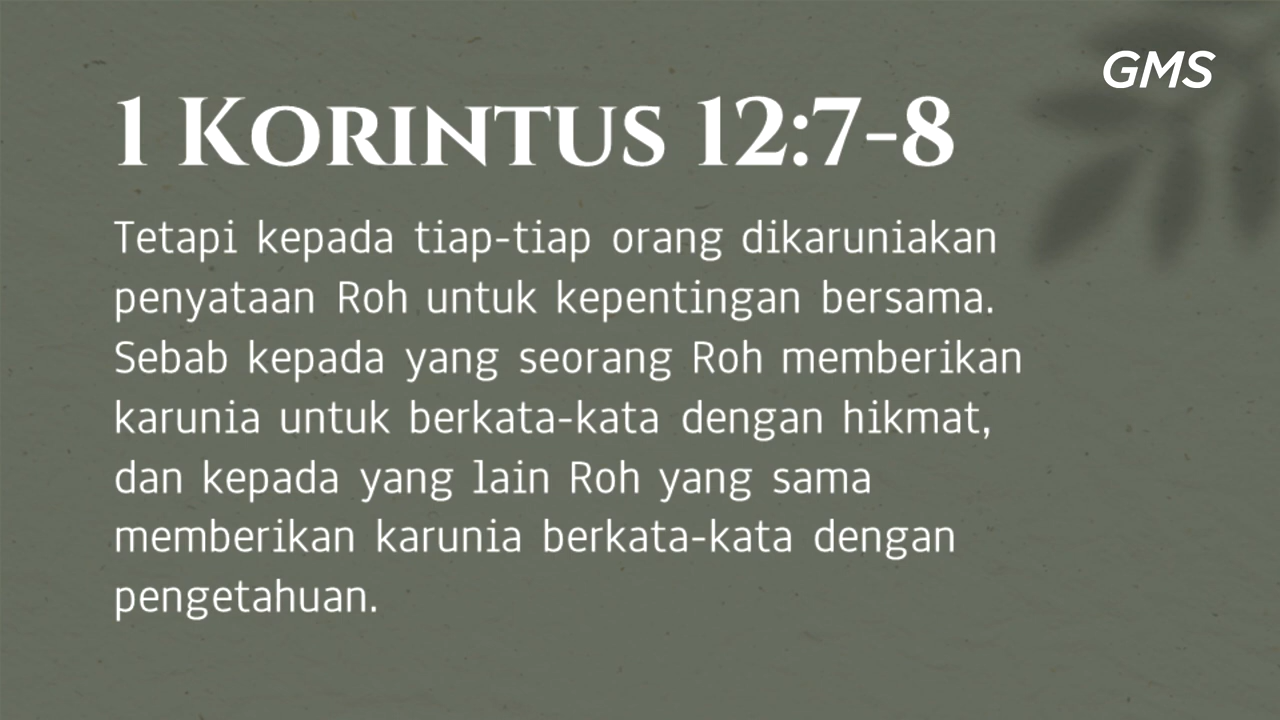 GMS
1 Korintus 12:7-8
Tetapi kepada tiap-tiap orang dikaruniakan
penyataan Roh untuk kepentingan bersama.
Sebab kepada yang seorang Roh memberikan
karunia untuk berkata-kata dengan hikmat,
dan kepada yang lain Roh yang sama
memberikan karunia berkata-kata dengan
pengetahuan.